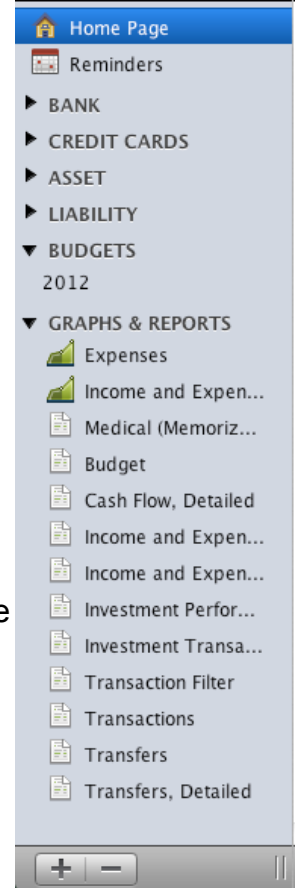 Home Page
Reminders
BANK
CREDIT CARDS
ASSET
LIABILITY
BUDGETS
2012
GRAPHS & REPORTS
Expenses
Income and Expen...
Medical (Memoriz...
Budget
Cash Flow, Detailed
Income and Expen...
Income and Expen...
e
Investment Perfor...
Investment Transa...
Transaction Filter
Transactions
Transfers
Transfers, Detailed